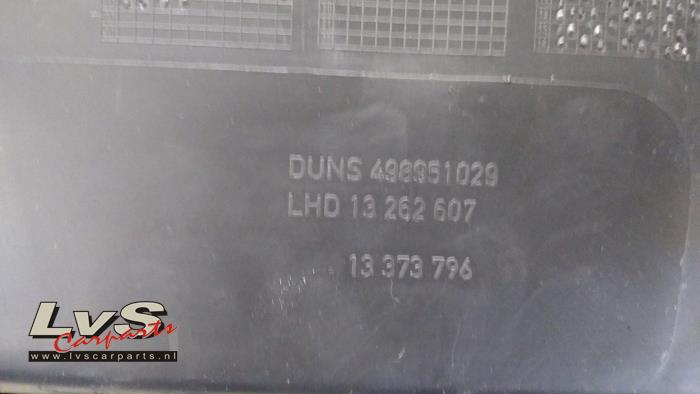 DUNS 498951029
LHD 13 262 607
13 373 796
LvS
Carparts
www.lvscarparts.nl